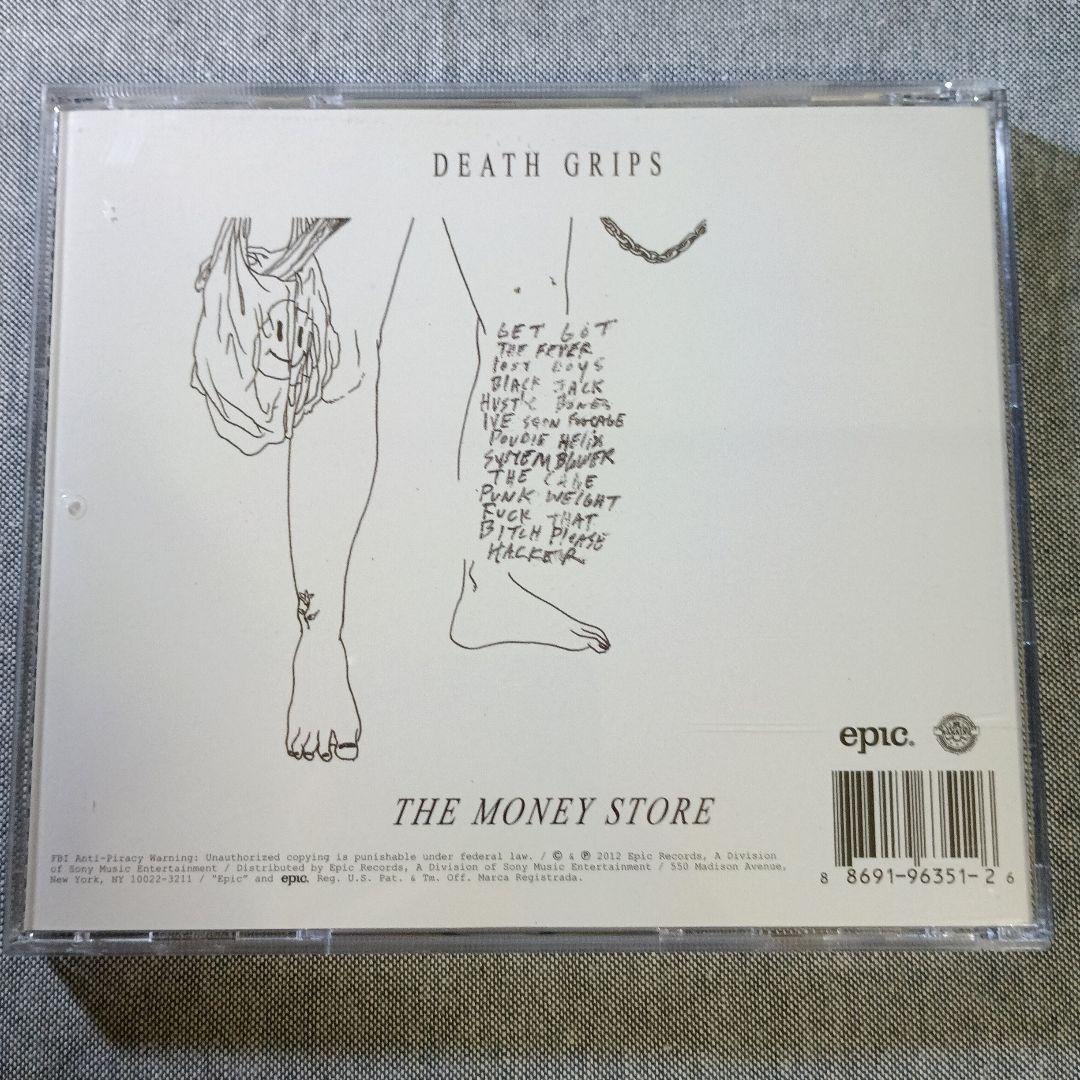 DEATH GRIPS
GET GOT
THE FEVER
LOST BOYS
BLACK JACK
HUSTLE BONES
IVE SEEN FOOTAGE
DOUBLE HELIX
SYSTEM BLOWER
THE CAGE
PUNK WEIGHT
FUCK THAT
BITCH PLEASE
HACKER
epic.
THE MONEY STORE
FBI Anti-Piracy Warning: Unauthorized copying is punishable under federal law. / © & ℗ 2012 Epic Records, A Division
of Sony Music Entertainment / Distributed by Epic Records, A Division of Sony Music Entertainment / 550 Madison Avenue,
New York, NY 10022-3211 / "Epic" and epic. Reg. U.S. Pat. & Tm. Off. Marca Registrada.
8 8691-96351-2 6